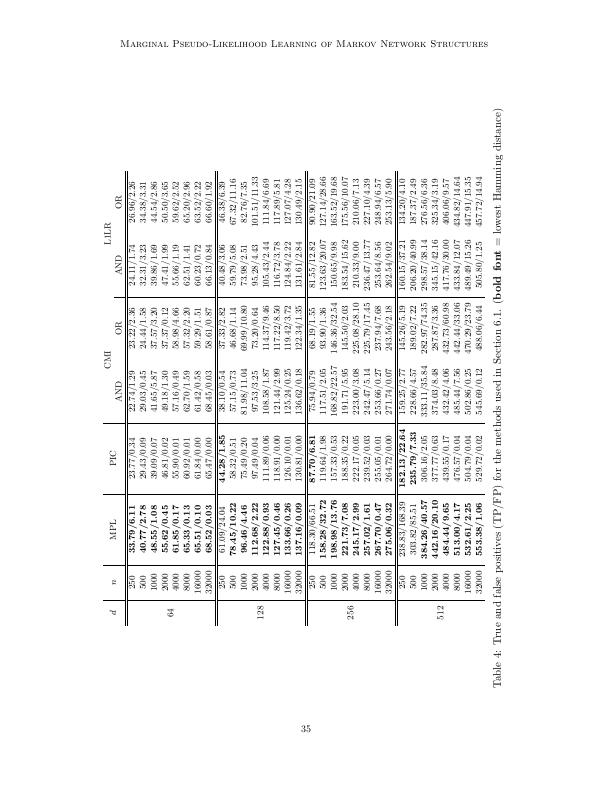 MARGINAL PSEUDO-LIKELIHOOD LEARNING OF MARKOV NETWORK STRUCTURES
d n MPL PIC CMI L1LR
AND OR AND OR
64 250 33.79/6.11 23.77/0.34 22.74/1.29 23.22/2.36 24.11/1.74 26.96/2.26
500 40.77/2.78 29.43/0.09 29.03/0.45 24.44/1.58 32.31/3.23 34.38/3.31
1000 48.55/1.08 39.09/0.07 41.65/5.87 37.57/3.20 39.86/1.69 44.54/2.86
2000 55.62/0.45 46.81/0.02 49.18/1.30 37.37/0.12 47.41/1.99 50.50/3.65
4000 61.85/0.17 55.90/0.01 57.16/0.49 58.98/4.66 55.66/1.19 59.62/2.52
8000 65.33/0.13 60.92/0.01 62.70/1.59 57.32/2.20 62.51/1.41 65.20/2.96
16000 65.51/0.10 61.84/0.00 61.42/0.58 59.29/1.51 60.23/0.72 63.52/2.22
32000 68.52/0.03 65.47/0.00 68.45/0.03 58.61/0.87 66.13/0.84 66.60/1.92
128 250 61.09/24.04 44.28/1.85 38.10/0.54 37.33/2.82 40.48/3.06 46.38/6.39
500 78.45/10.22 58.32/0.51 57.15/0.73 46.68/1.14 59.79/5.08 67.32/11.16
1000 96.46/4.46 75.49/0.20 81.98/11.04 69.99/10.80 73.98/2.51 82.76/7.35
2000 112.68/2.22 97.49/0.04 97.53/3.25 73.20/0.64 95.28/4.43 101.51/11.33
4000 122.88/0.93 111.89/0.06 108.58/1.87 114.37/9.46 105.43/2.44 111.84/6.69
8000 127.45/0.46 118.91/0.00 121.44/2.99 117.22/8.50 116.72/3.78 117.89/5.81
16000 133.66/0.26 126.10/0.01 125.24/0.25 119.42/3.72 124.84/2.22 127.07/4.28
32000 137.16/0.09 130.81/0.00 136.62/0.18 122.34/1.35 131.61/2.84 130.49/2.15
256 250 118.30/66.51 87.70/6.81 75.94/0.79 68.19/1.35 81.55/12.82 90.90/21.09
500 158.28/32.72 119.64/1.98 117.51/2.05 93.90/1.36 123.63/20.07 127.14/28.66
1000 198.98/13.76 157.33/0.53 168.82/22.57 146.36/32.54 150.65/9.98 163.52/19.68
2000 221.73/7.08 188.35/0.22 191.71/5.95 145.50/2.03 183.54/15.62 175.56/10.07
4000 245.17/2.99 222.17/0.05 223.00/3.08 225.08/28.10 210.33/9.00 210.06/7.13
8000 257.02/1.61 239.52/0.03 242.47/5.14 225.79/17.45 236.47/13.77 227.10/4.39
16000 267.70/0.47 255.05/0.01 253.66/0.27 237.94/7.68 253.64/8.56 248.94/6.57
32000 275.06/0.32 264.72/0.00 271.74/0.07 243.56/2.18 262.54/9.02 253.13/5.90
512 250 238.83/168.39 182.13/22.64 159.25/2.77 145.26/5.19 160.15/37.21 134.20/4.10
500 303.82/85.51 235.79/7.33 228.66/4.57 189.02/7.22 206.20/40.99 187.37/2.49
1000 384.26/40.57 306.16/2.05 333.11/35.84 285.97/74.35 298.57/38.14 276.56/6.36
2000 442.16/20.10 377.77/0.63 374.03/8.48 287.87/3.36 345.15/42.16 325.34/3.19
4000 484.44/9.65 439.55/0.17 432.42/4.06 432.73/60.98 417.76/30.00 406.06/9.57
8000 513.00/4.17 476.57/0.04 485.44/7.56 442.44/33.06 433.84/12.07 434.82/14.64
16000 532.61/2.25 504.79/0.04 502.86/0.25 470.29/23.79 489.49/15.26 447.91/15.35
32000 553.38/1.06 529.72/0.02 545.69/0.12 488.06/6.44 505.80/1.25 457.72/14.94
Table 4: True and false positives (TP/FP) for the methods used in Section 6.1. (bold font = lowest Hamming distance)
35